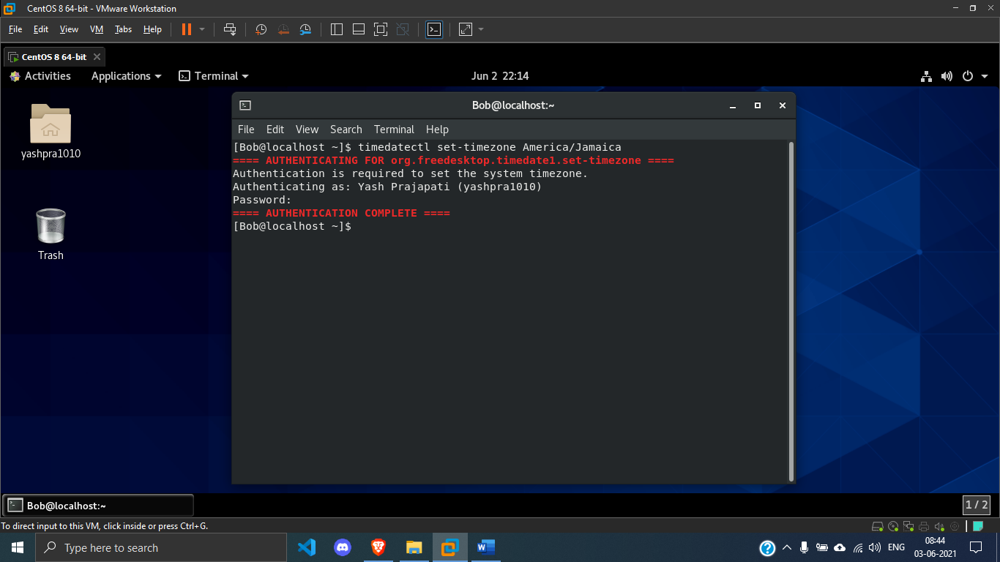 CentOS 8 64-bit - VMware Workstation
File Edit View VM Tabs Help
CentOS 8 64-bit
Activities Applications Terminal Jun 2 22:14
yashpra1010
Trash
Bob@localhost:~
File Edit View Search Terminal Help
[Bob@localhost ~]$ timedatectl set-timezone America/Jamaica
==== AUTHENTICATING FOR org.freedesktop.timedate1.set-timezone ====
Authentication is required to set the system timezone.
Authenticating as: Yash Prajapati (yashpra1010)
Password:
==== AUTHENTICATION COMPLETE ====
[Bob@localhost ~]$
Bob@localhost:~
1 / 2
To direct input to this VM, click inside or press Ctrl+G.
Type here to search
ENG
08:44
03-06-2021